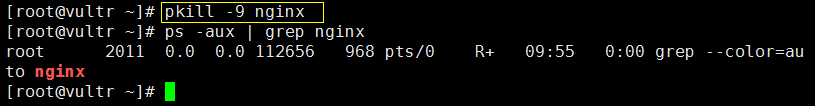 [root@vultr ~]# pkill -9 nginx
[root@vultr ~]# ps -aux | grep nginx
root      2011  0.0  0.0 112656   968 pts/0    R+   09:55   0:00 grep --color=au
to nginx
[root@vultr ~]#